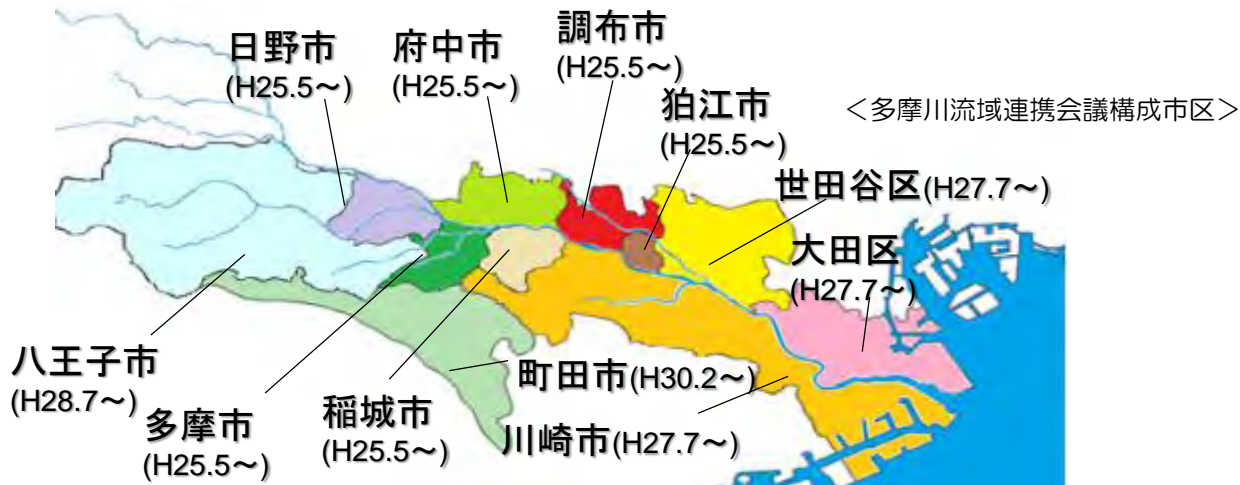 日野市
(H25.5～)
府中市
(H25.5～)
調布市
(H25.5～)
狛江市
(H25.5～)
＜多摩川流域連携会議構成市区＞
世田谷区(H27.7～)
大田区
(H27.7～)
八王子市
(H28.7～)
多摩市
(H25.5～)
稲城市
(H25.5～)
町田市(H30.2～)
川崎市(H27.7～)